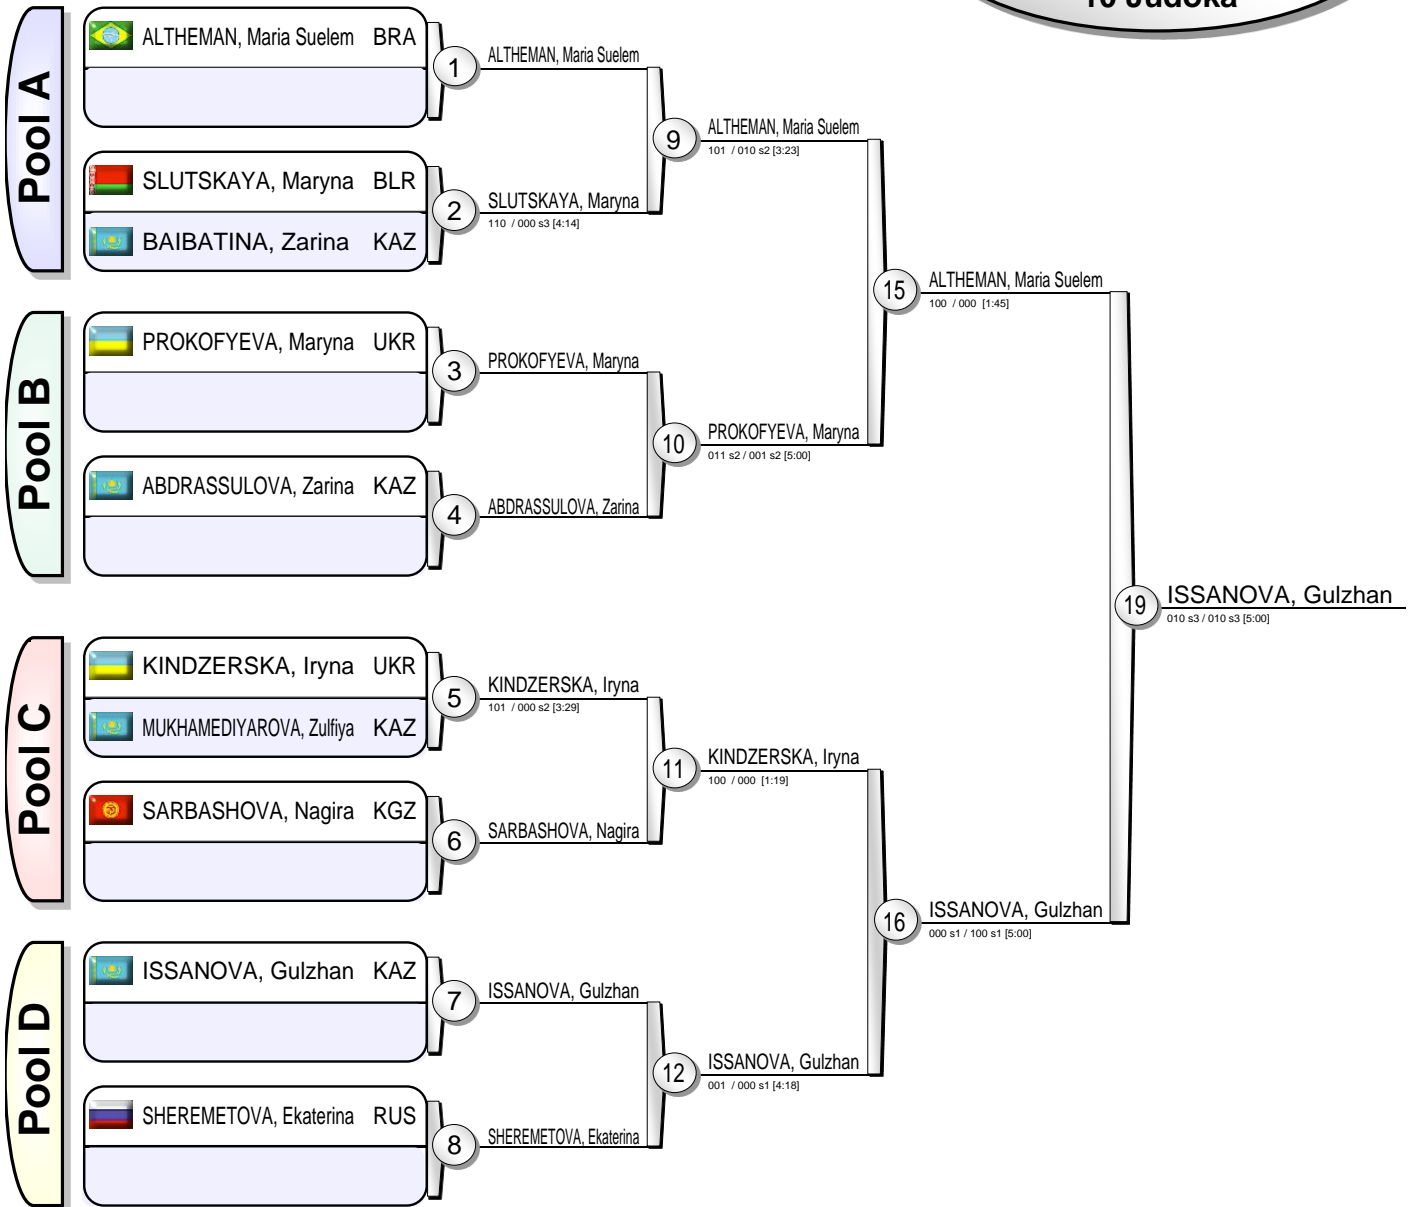 10 Judoka
Pool A
ALTHEMAN, Maria Suelem BRA
SLUTSKAYA, Maryna BLR
BAIBATINA, Zarina KAZ
Pool B
PROKOFYEVA, Maryna UKR
ABDRASSULOVA, Zarina KAZ
Pool C
KINDZERSKA, Iryna UKR
MUKHAMEDIYAROVA, Zulfiya KAZ
SARBASHOVA, Nagira KGZ
Pool D
ISSANOVA, Gulzhan KAZ
SHEREMETOVA, Ekaterina RUS
1
ALTHEMAN, Maria Suelem
2
SLUTSKAYA, Maryna
110 / 000 s3 [4:14]
3
PROKOFYEVA, Maryna
4
ABDRASSULOVA, Zarina
5
KINDZERSKA, Iryna
101 / 000 s2 [3:29]
6
SARBASHOVA, Nagira
7
ISSANOVA, Gulzhan
8
SHEREMETOVA, Ekaterina
9
ALTHEMAN, Maria Suelem
101 / 010 s2 [3:23]
10
PROKOFYEVA, Maryna
011 s2 / 001 s2 [5:00]
11
KINDZERSKA, Iryna
100 / 000 [1:19]
12
ISSANOVA, Gulzhan
001 / 000 s1 [4:18]
15
ALTHEMAN, Maria Suelem
100 / 000 [1:45]
16
ISSANOVA, Gulzhan
000 s1 / 100 s1 [5:00]
19
ISSANOVA, Gulzhan
010 s3 / 010 s3 [5:00]